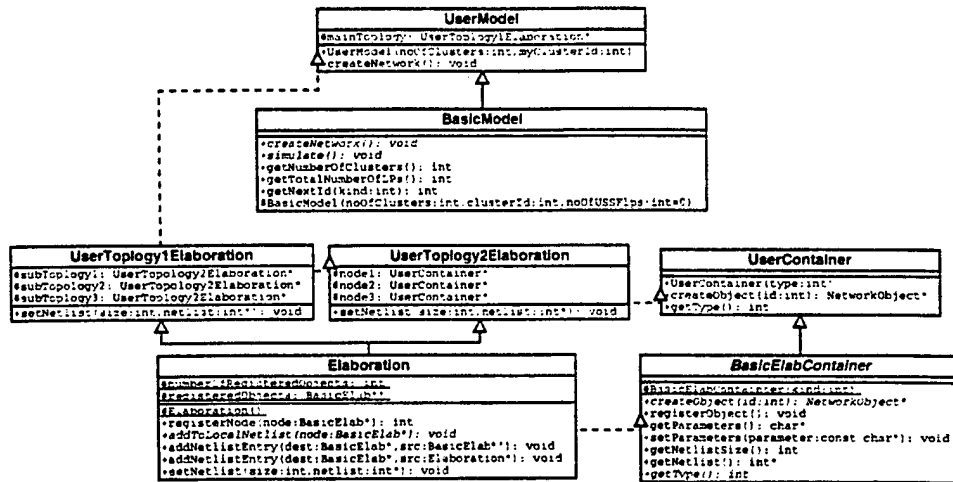 UserModel
#mainTopology: UserTopology1Elaboration*
+UserModel(noOfClusters:int,myClusterId:int)
+createNetwork(): void
BasicModel
+createNetwork(): void
+simulate(): void
+getNumberOfClusters(): int
+getTotalNumberOfLPs(): int
+getNextId(kind:int): int
#BasicModel(noOfClusters:int,clusterId:int,noOfUSSFlps:int=0)
UserToplogy1Elaboration
#subToplogy1: UserTopology2Elaboration*
#subTopology2: UserTopology2Elaboration*
#subTopology3: UserTopology2Elaboration*
+setNetlist(size:int,netlist:int*): void
UserToplogy2Elaboration
#node1: UserContainer*
#node2: UserContainer*
#node3: UserContainer*
+setNetlist(size:int,netlist:int*): void
UserContainer
+UserContainer(type:int)
+createObject(id:int): NetworkObject*
+getType(): int
Elaboration
#numberOfRegisteredObjects: int
#registeredObjects: BasicElab**
#Elaboration()
+registerNode(node:BasicElab*): int
+addToLocalNetlist(node:BasicElab*): void
+addNetlistEntry(dest:BasicElab*,src:BasicElab*): void
+addNetlistEntry(dest:BasicElab*,src:Elaboration*): void
+setNetlist(size:int,netlist:int*): void
BasicElabContainer
#BasicElabContainer(kind:int)
+createObject(id:int): NetworkObject*
+registerObject(): void
+getParameters(): char*
+setParameters(parameter:const char*): void
+getNetlistSize(): int
+getNetlist(): int*
+getType(): int